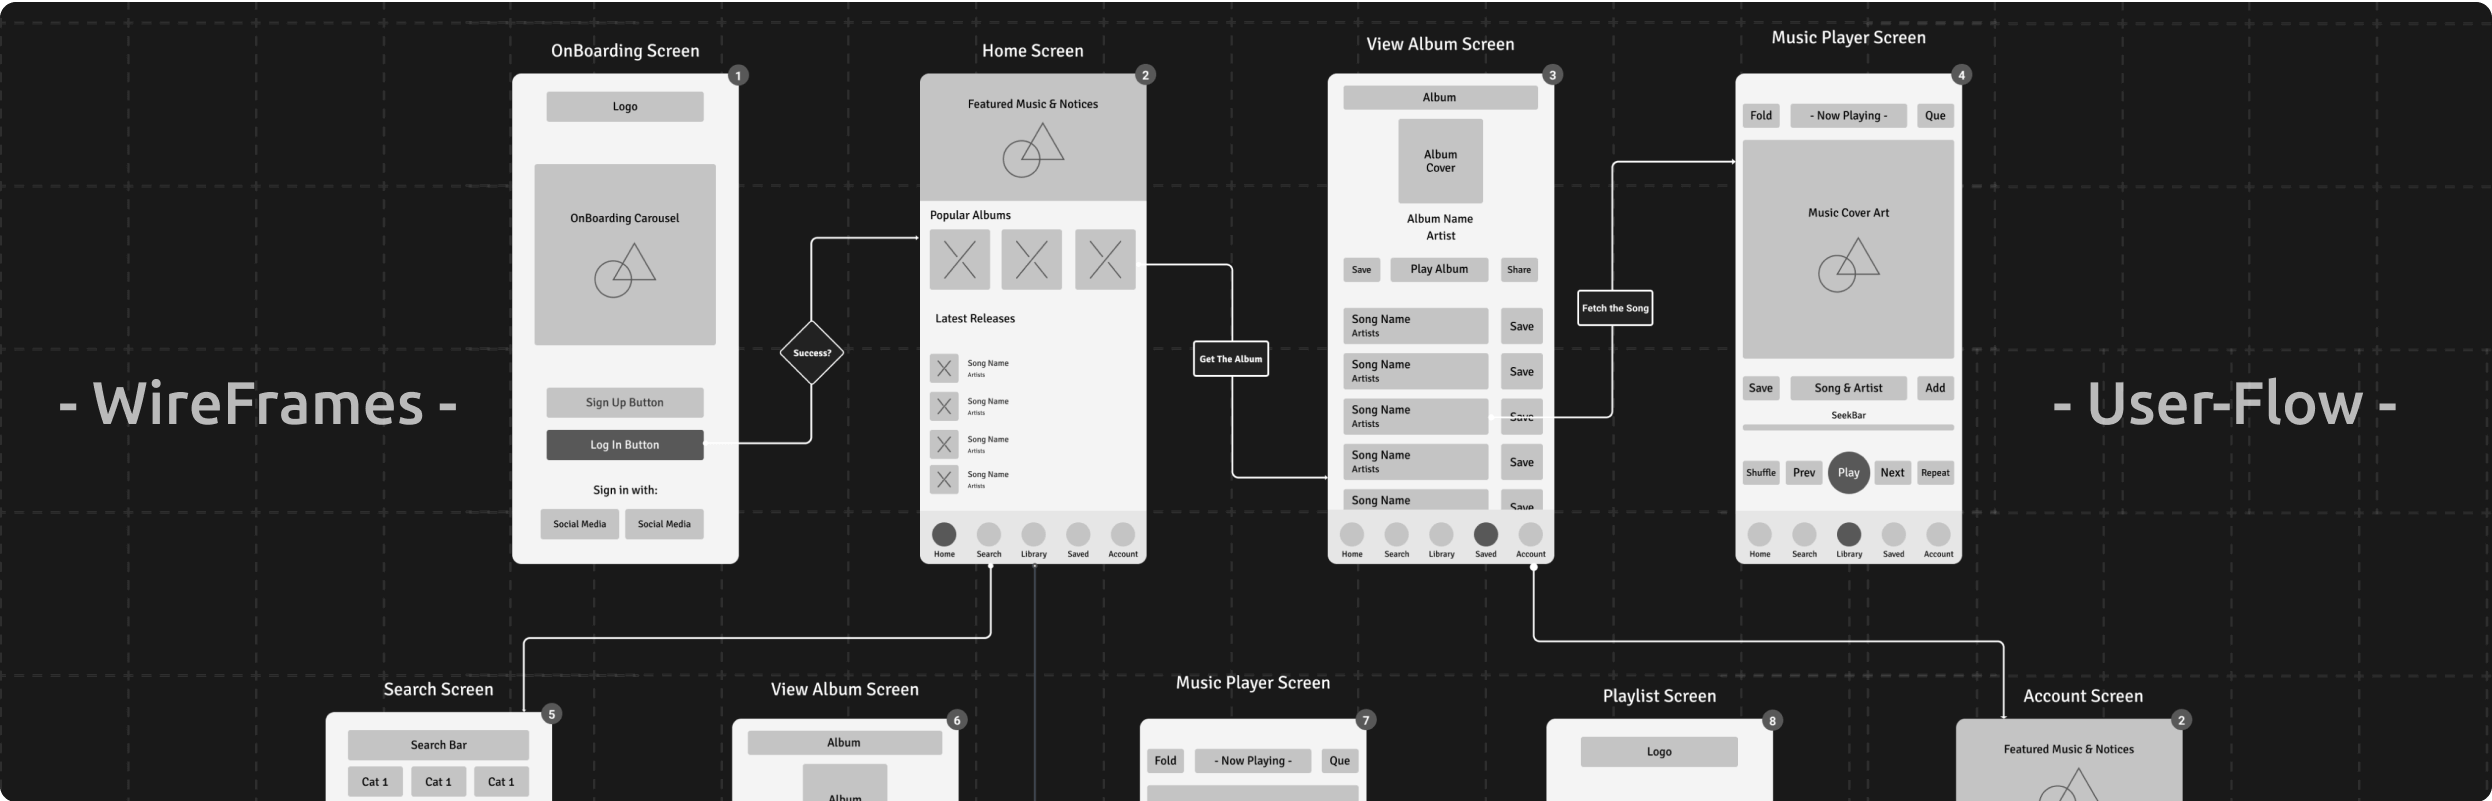 OnBoarding Screen
1
Logo
OnBoarding Carousel
Sign Up Button
Log In Button
Sign in with:
Social Media
Social Media
Success?
Home Screen
2
Featured Music & Notices
Popular Albums
Latest Releases
Song Name
Artists
Song Name
Artists
Song Name
Artists
Song Name
Artists
Home
Search
Library
Saved
Account
Get The Album
View Album Screen
3
Album
Album
Cover
Album Name
Artist
Save
Play Album
Share
Song Name
Artists
Save
Song Name
Artists
Save
Song Name
Artists
Save
Song Name
Artists
Save
Song Name
Save
Home
Search
Library
Saved
Account
Fetch the Song
Music Player Screen
4
Fold
- Now Playing -
Que
Music Cover Art
Save
Song & Artist
Add
SeekBar
Shuffle
Prev
Play
Next
Repeat
Home
Search
Library
Saved
Account
- WireFrames -
- User-Flow -
Search Screen
5
Search Bar
Cat 1
Cat 1
Cat 1
View Album Screen
6
Album
Album
Music Player Screen
7
Fold
- Now Playing -
Que
Playlist Screen
8
Logo
Account Screen
2
Featured Music & Notices